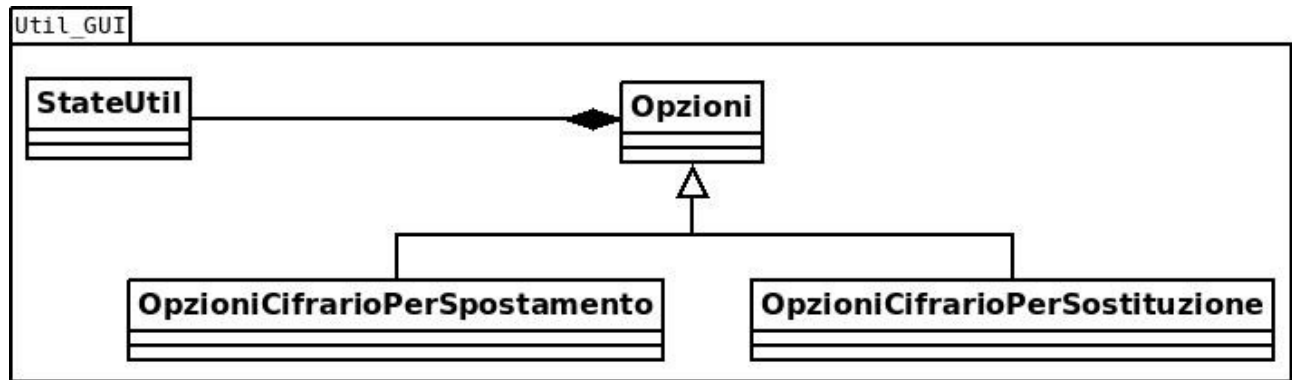 Util_GUI
StateUtil
Opzioni
OpzioniCifrarioPerSpostamento
OpzioniCifrarioPerSostituzione